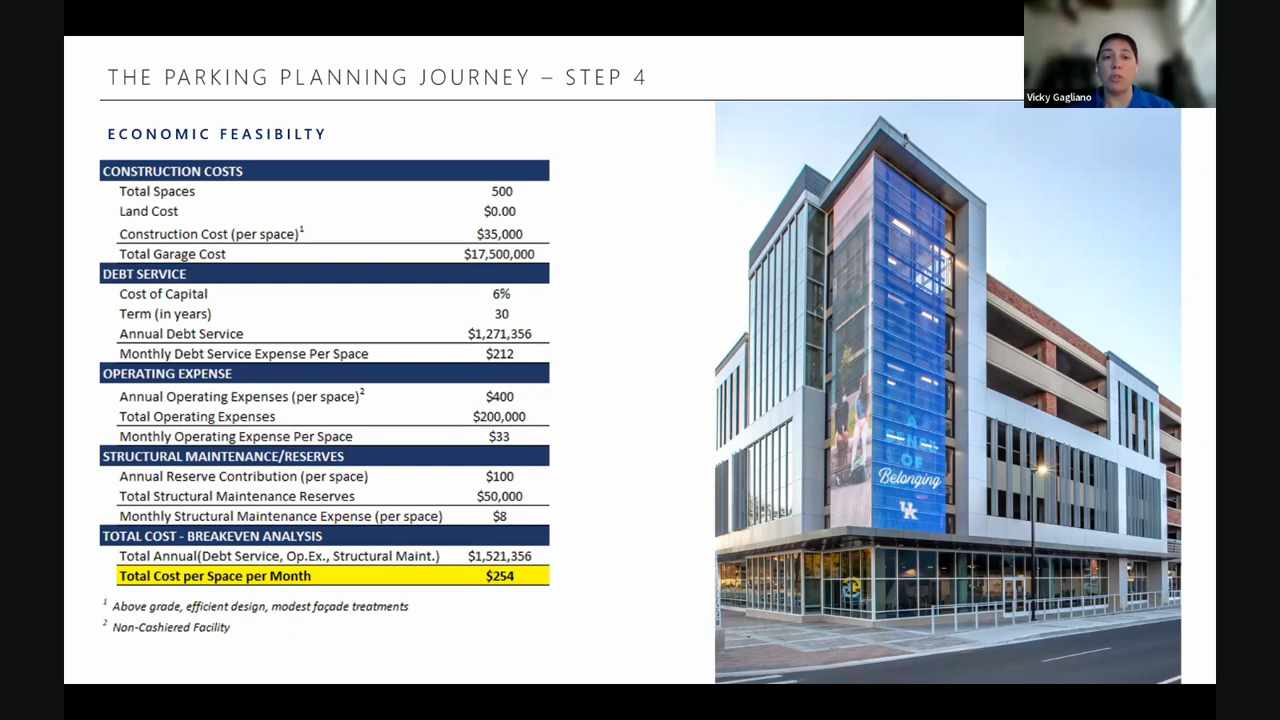 THE PARKING PLANNING JOURNEY – STEP 4
Vicky Gagliano
ECONOMIC FEASIBILTY
CONSTRUCTION COSTS
Total Spaces 500
Land Cost $0.00
Construction Cost (per space)1 $35,000
Total Garage Cost $17,500,000
DEBT SERVICE
Cost of Capital 6%
Term (in years) 30
Annual Debt Service $1,271,356
Monthly Debt Service Expense Per Space $212
OPERATING EXPENSE
Annual Operating Expenses (per space)2 $400
Total Operating Expenses $200,000
Monthly Operating Expense Per Space $33
STRUCTURAL MAINTENANCE/RESERVES
Annual Reserve Contribution (per space) $100
Total Structural Maintenance Reserves $50,000
Monthly Structural Maintenance Expense (per space) $8
TOTAL COST - BREAKEVEN ANALYSIS
Total Annual(Debt Service, Op.Ex., Structural Maint.) $1,521,356
Total Cost per Space per Month $254
1 Above grade, efficient design, modest façade treatments
2 Non-Cashiered Facility
A
SENSE
OF
Belonging
UK